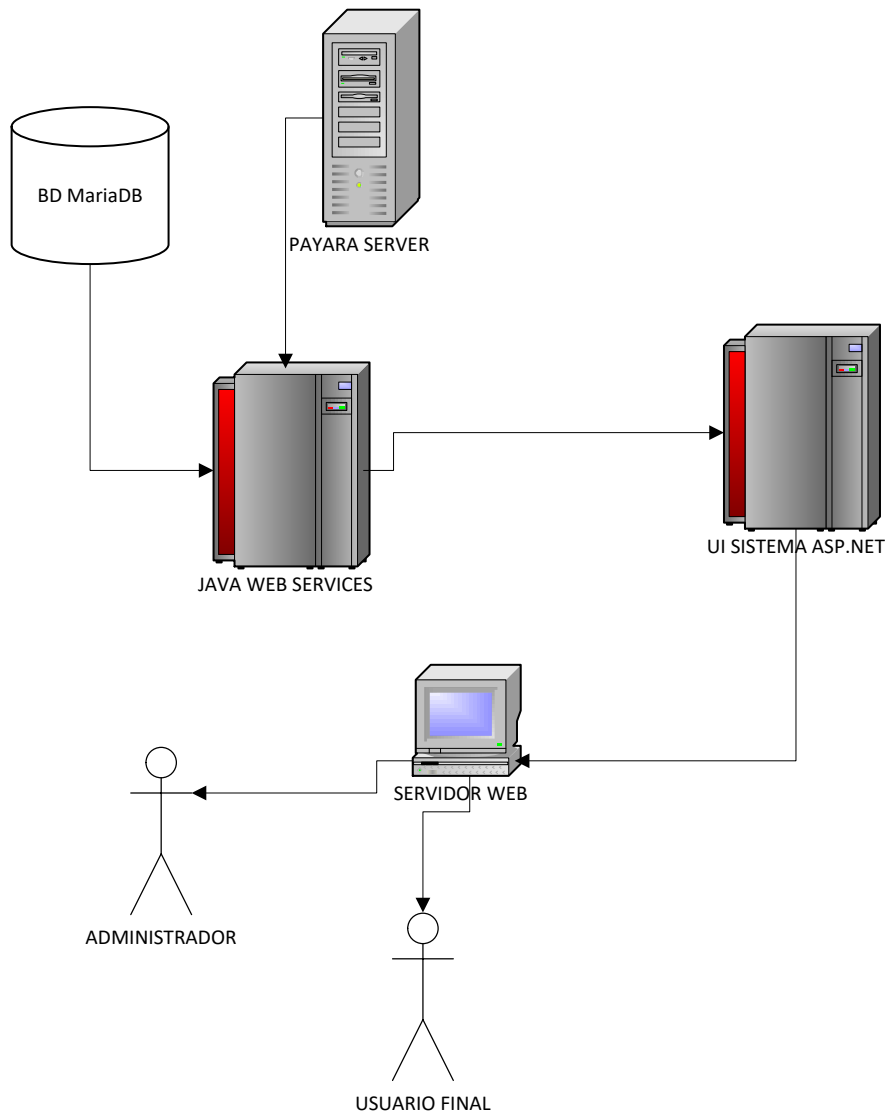 BD MariaDB
PAYARA SERVER
JAVA WEB SERVICES
UI SISTEMA ASP.NET
SERVIDOR WEB
ADMINISTRADOR
USUARIO FINAL